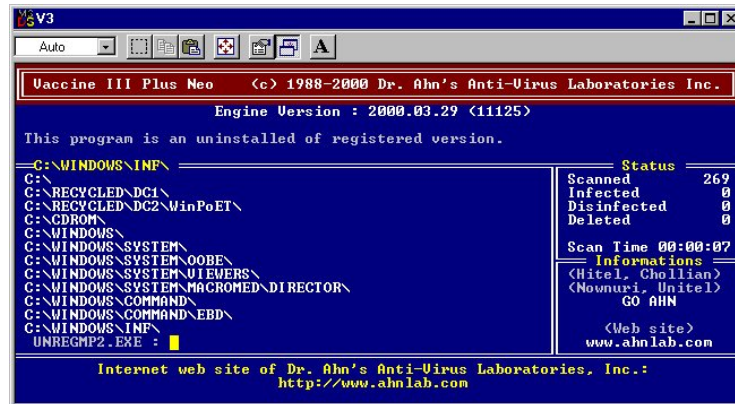 V3
Auto
A
Vaccine III Plus Neo (c) 1988-2000 Dr. Ahn's Anti-Virus Laboratories Inc.
Engine Version : 2000.03.29 (11125)
This program is an uninstalled of registered version.
C:\WINDOWS\INF\
C:\
C:\RECYCLED\DC1\
C:\RECYCLED\DC2\WinPoET\
C:\CDROM\
C:\WINDOWS\
C:\WINDOWS\SYSTEM\
C:\WINDOWS\SYSTEM\OOBE\
C:\WINDOWS\SYSTEM\VIEWERS\
C:\WINDOWS\SYSTEM\MACROMED\DIRECTOR\
C:\WINDOWS\COMMAND\
C:\WINDOWS\COMMAND\EBD\
C:\WINDOWS\INF\
UNREGMP2.EXE :
Status
Scanned 269
Infected 0
Disinfected 0
Deleted 0
Scan Time 00:00:07
Informations
(Hitel, Chollian)
(Nownuri, Unitel)
GO AHN
(Web site)
www.ahnlab.com
Internet web site of Dr. Ahn's Anti-Virus Laboratories, Inc.:
http://www.ahnlab.com